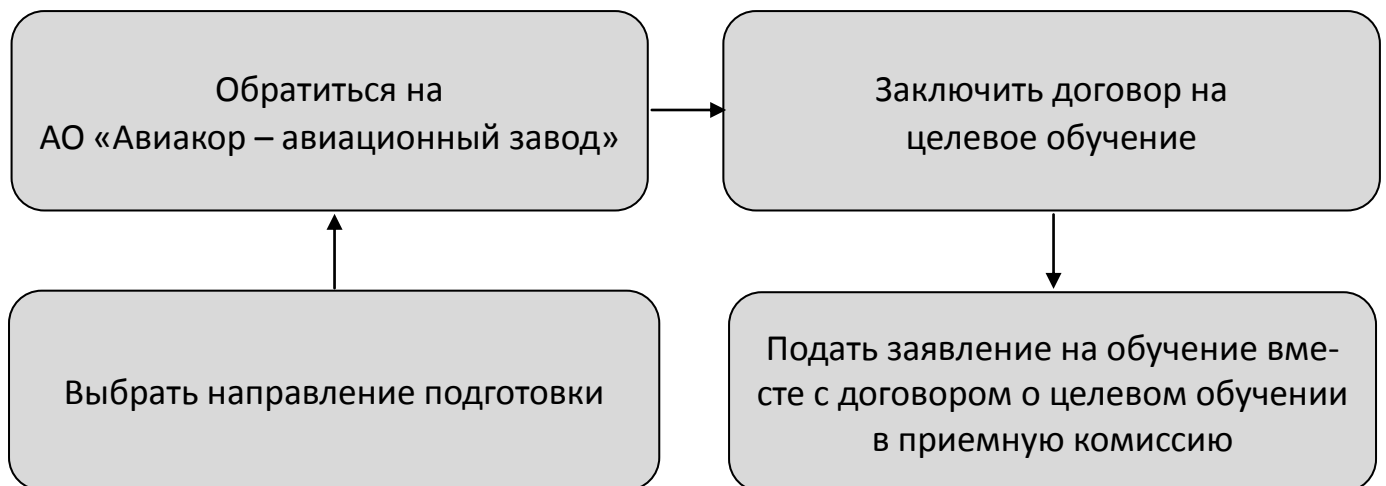 Обратиться на
АО «Авиакор – авиационный завод»
Заключить договор на
целевое обучение
Выбрать направление подготовки
Подать заявление на обучение вме-
сте с договором о целевом обучении
в приемную комиссию